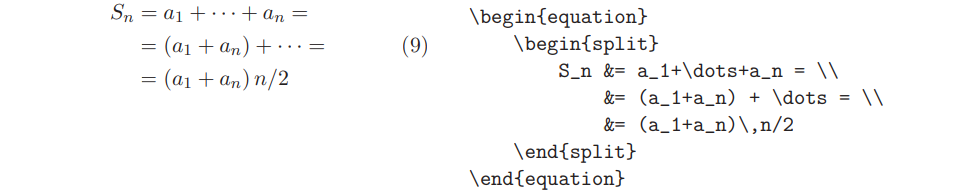 Sₙ = a₁ + ··· + aₙ =
= (a₁ + aₙ) + ··· =
= (a₁ + aₙ) n/2
(9)
\begin{equation}
\begin{split}
S_n &= a_1+\dots+a_n = \\
&= (a_1+a_n) + \dots = \\
&= (a_1+a_n)\,n/2
\end{split}
\end{equation}